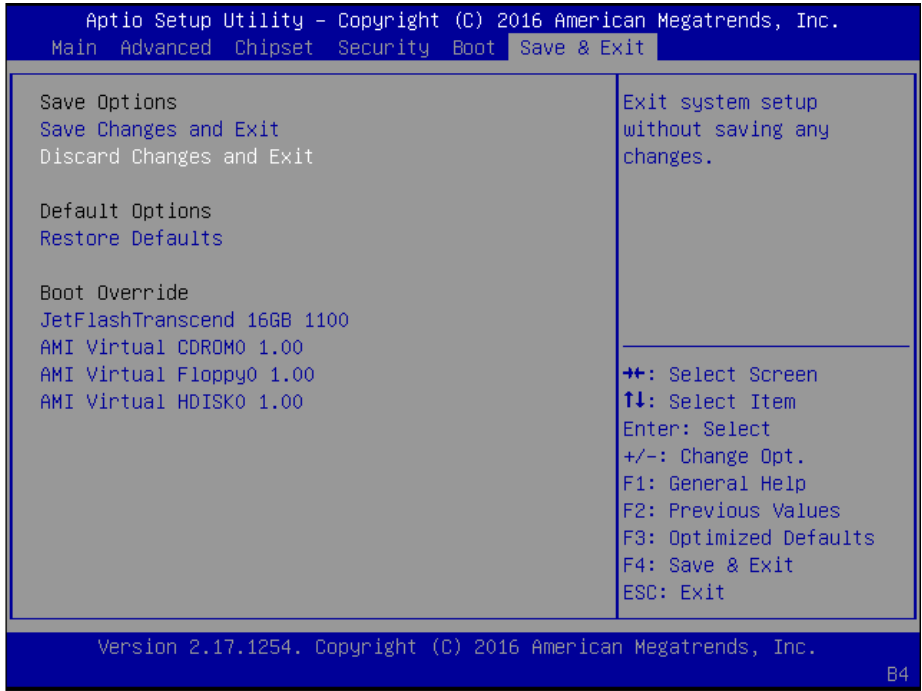 Aptio Setup Utility – Copyright (C) 2016 American Megatrends, Inc.
Main Advanced Chipset Security Boot Save & Exit
Save Options
Save Changes and Exit
Discard Changes and Exit
Default Options
Restore Defaults
Boot Override
JetFlashTranscend 16GB 1100
AMI Virtual CDROM0 1.00
AMI Virtual Floppy0 1.00
AMI Virtual HDISK0 1.00
Exit system setup
without saving any
changes.
→←: Select Screen
↑↓: Select Item
Enter: Select
+/-: Change Opt.
F1: General Help
F2: Previous Values
F3: Optimized Defaults
F4: Save & Exit
ESC: Exit
Version 2.17.1254. Copyright (C) 2016 American Megatrends, Inc.
B4